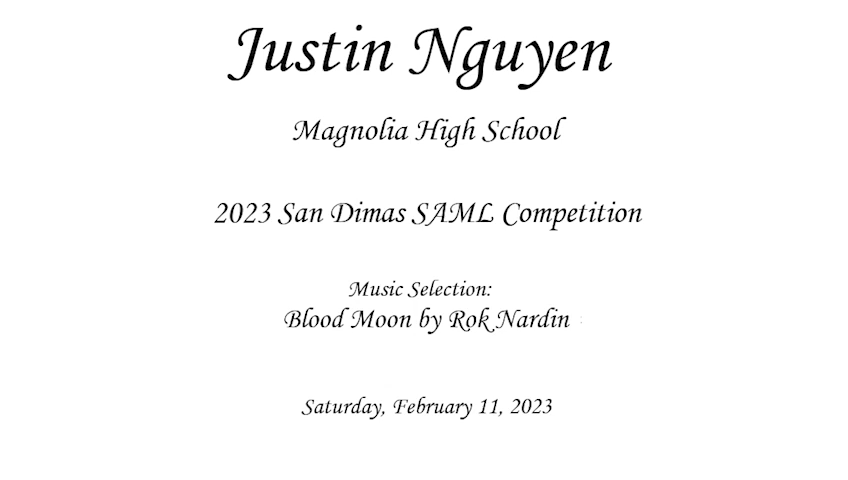 Justin Nguyen
Magnolia High School
2023 San Dimas SAML Competition
Music Selection:
Blood Moon by Rok Nardin
Saturday, February 11, 2023